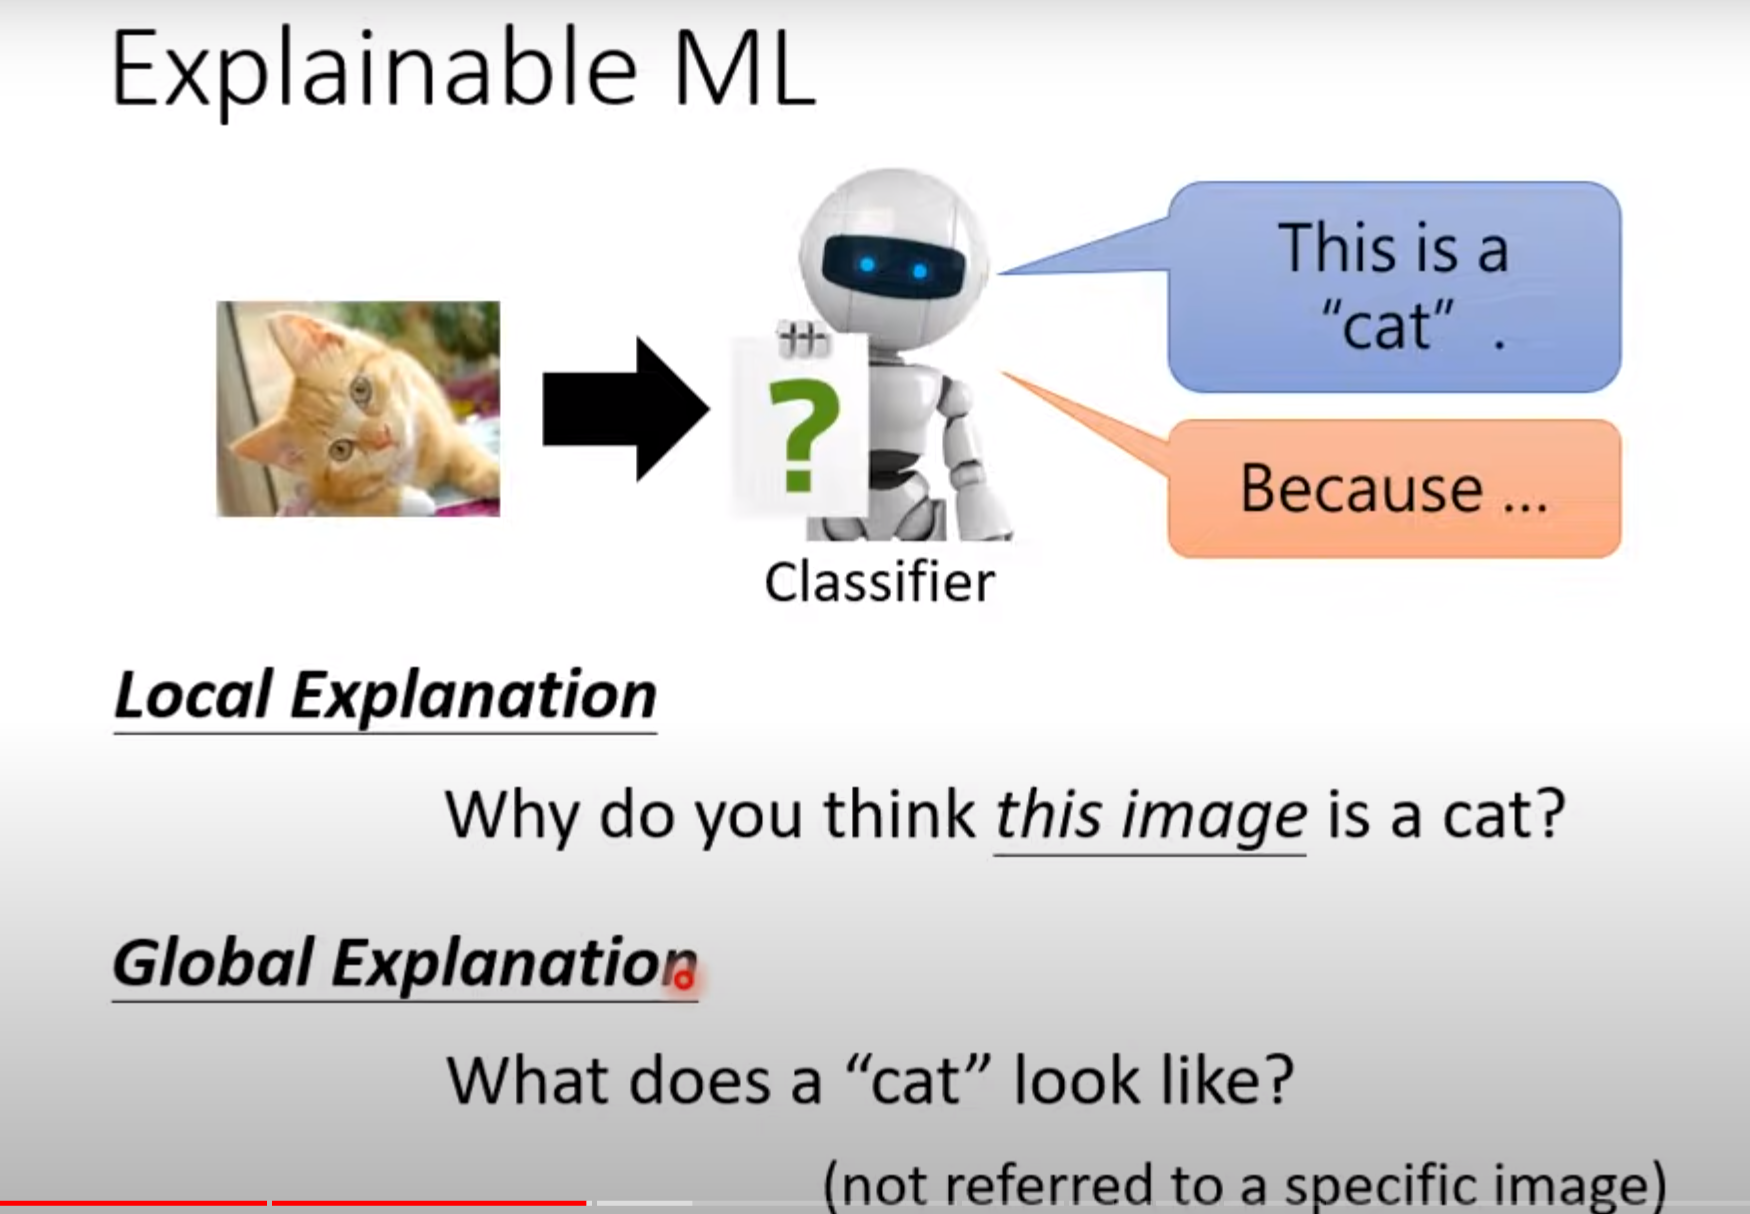 Explainable ML
This is a
“cat” .
?
Because ...
Classifier
Local Explanation
Why do you think this image is a cat?
Global Explanation
What does a “cat” look like?
(not referred to a specific image)